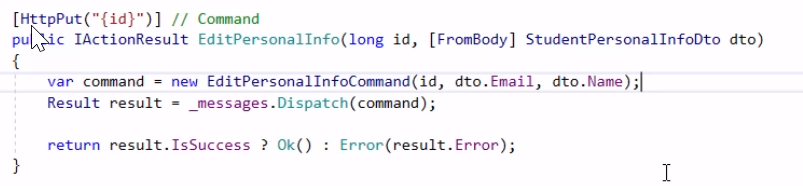 [HttpPut("{id}")] // Command
public IActionResult EditPersonalInfo(long id, [FromBody] StudentPersonalInfoDto dto)
{
var command = new EditPersonalInfoCommand(id, dto.Email, dto.Name);
Result result = _messages.Dispatch(command);
return result.IsSuccess ? Ok() : Error(result.Error);
}